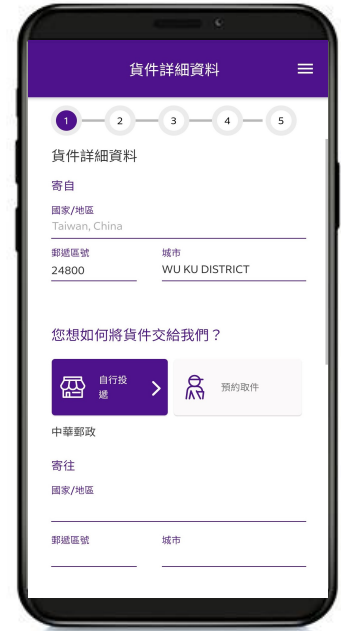 貨件詳細資料
1 2 3 4 5
貨件詳細資料
寄自
國家/地區
Taiwan, China
郵遞區號 城市
24800 WU KU DISTRICT
您想如何將貨件交給我們？
自行投
遞
預約取件
中華郵政
寄往
國家/地區
郵遞區號 城市